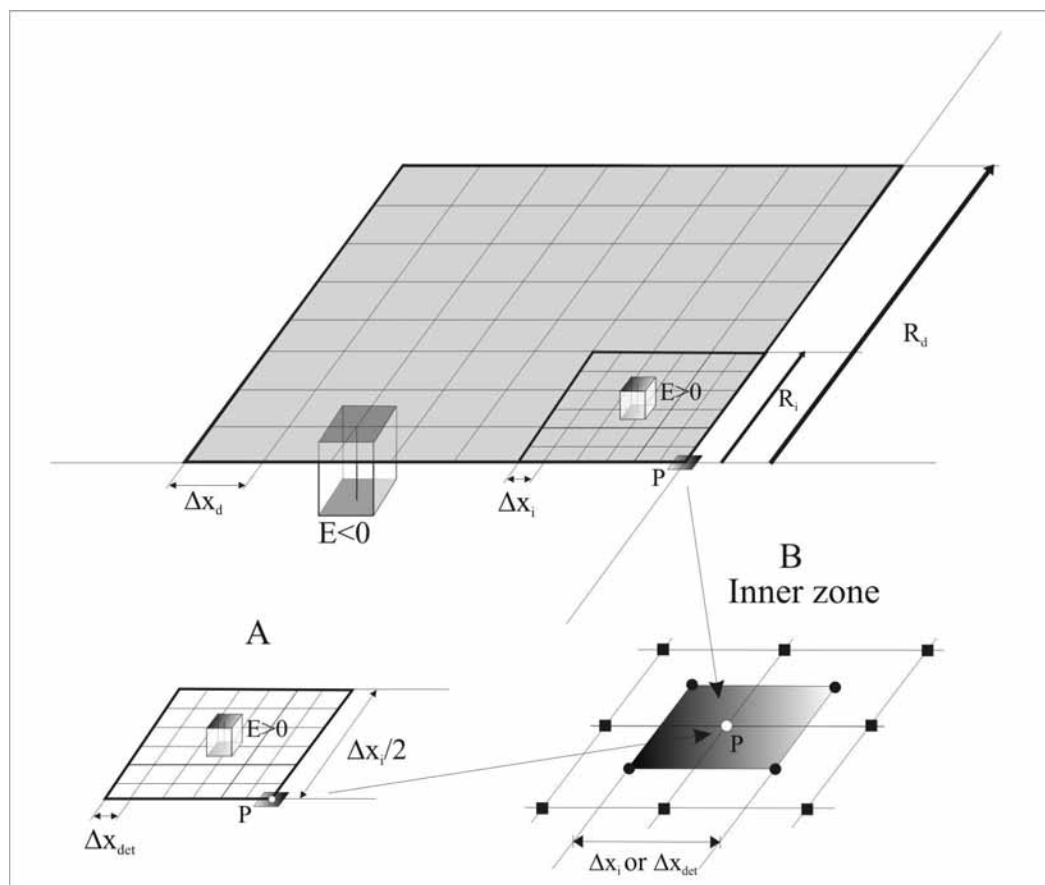 R_d
E>0
R_i
P
Δx_d
Δx_i
E<0
B
Inner zone
A
E>0
Δx_i/2
P
P
Δx_det
Δx_i or Δx_det